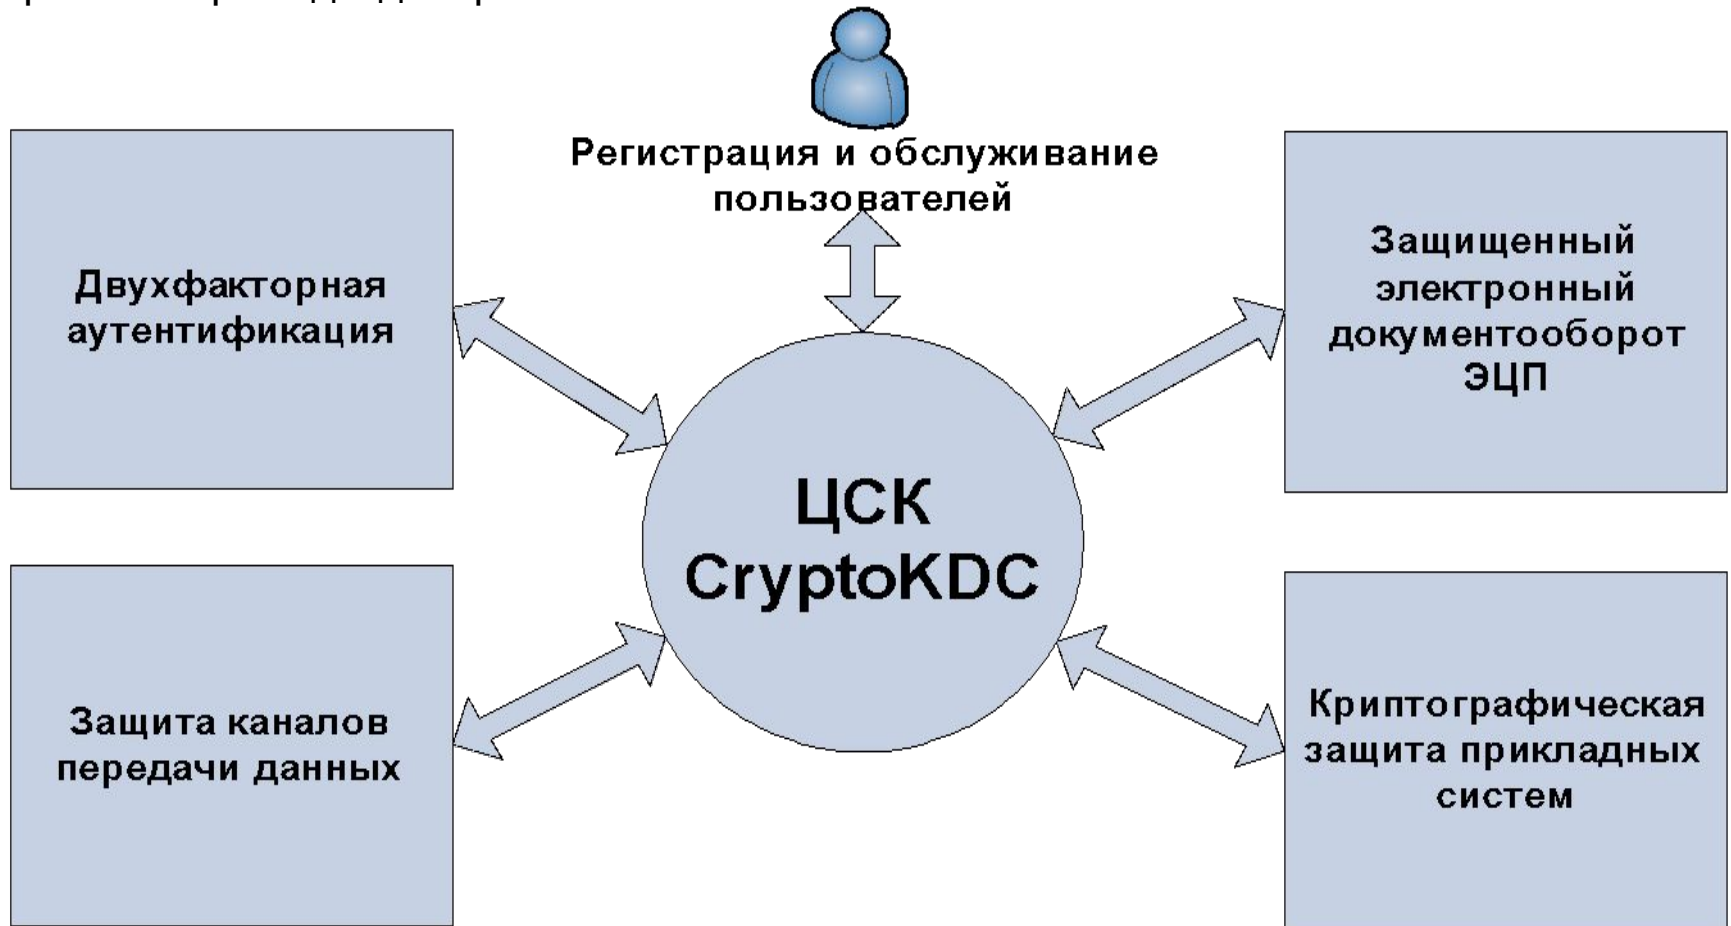 Регистрация и обслуживание
пользователей
Двухфакторная
аутентификация
Защищенный
электронный
документооборот
ЭЦП
ЦСК
CryptoKDC
Защита каналов
передачи данных
Криптографическая
защита прикладных
систем